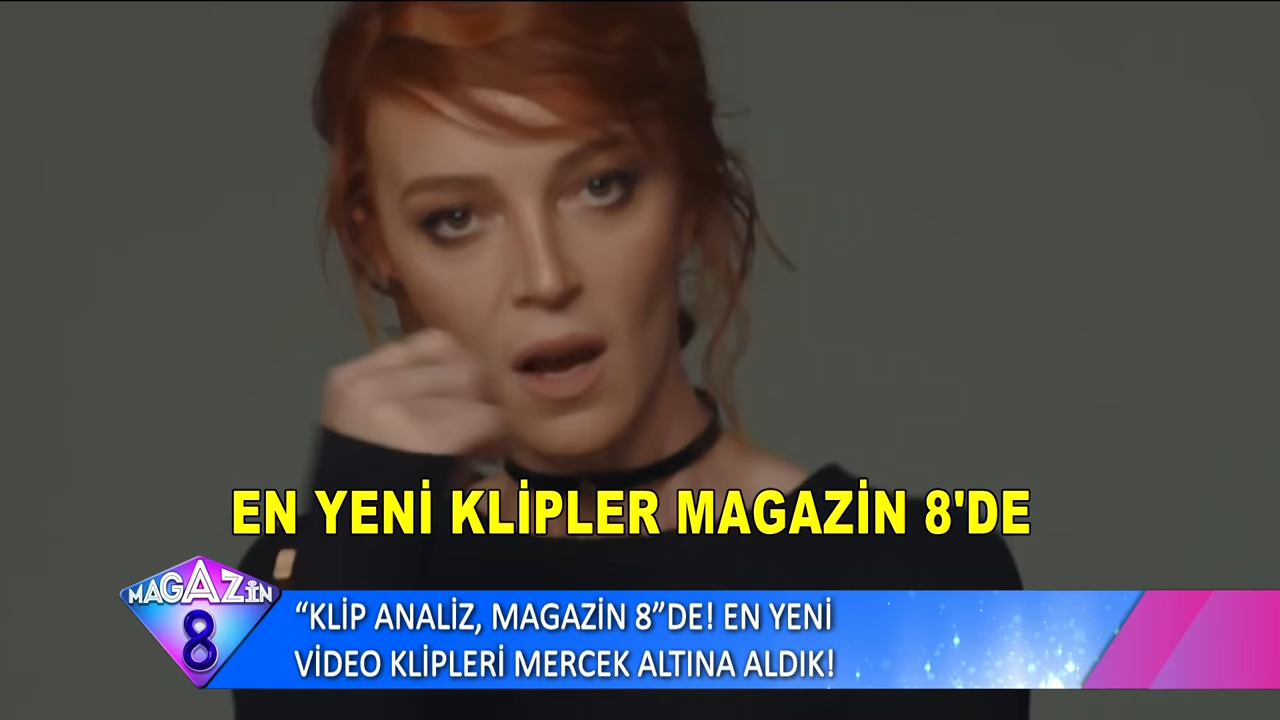 EN YENİ KLİPLER MAGAZİN 8'DE
MAGAZİN
8
“KLİP ANALİZ, MAGAZİN 8”DE! EN YENİ
VİDEO KLİPLERİ MERCEK ALTINA ALDIK!